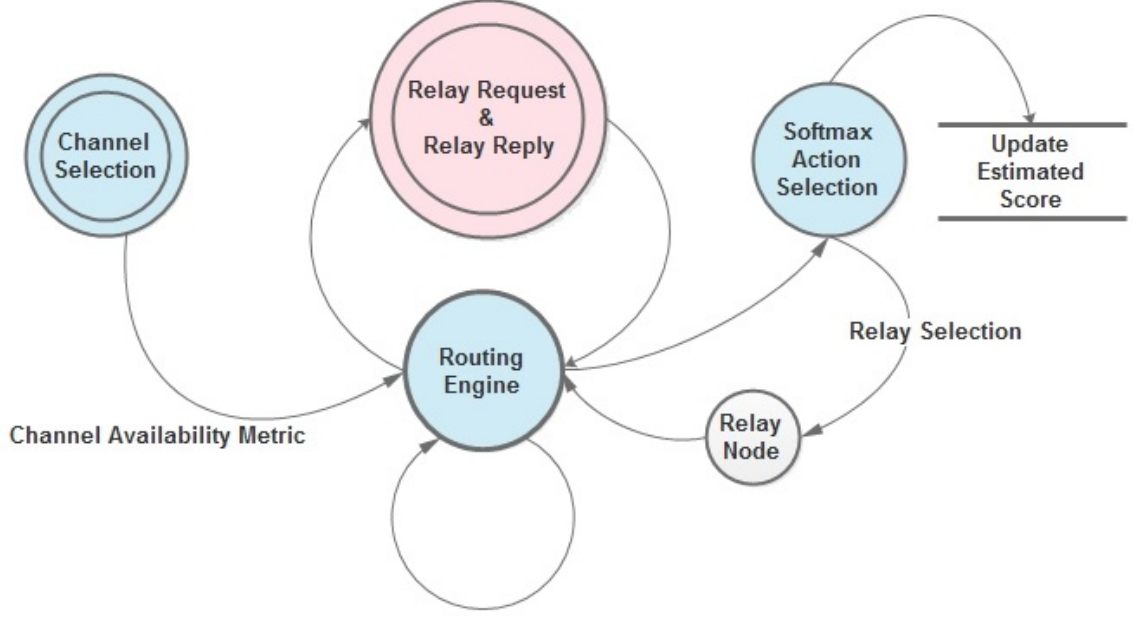 Channel
Selection
Relay Request
&
Relay Reply
Softmax
Action
Selection
Update
Estimated
Score
Routing
Engine
Relay Selection
Relay
Node
Channel Availability Metric